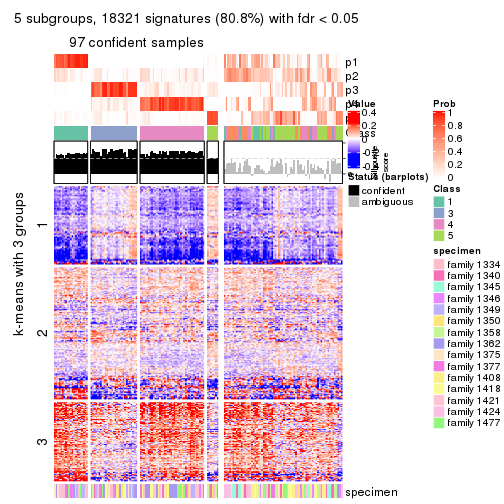 5 subgroups, 18321 signatures (80.8%) with fdr < 0.05
97 confident samples
p1
p2
p3
Value
0.4
0.2
0
Silhouette
score
Status (barplots)
confident
ambiguous
Prob
1
0.8
0.6
0.4
0.2
0
Class
1
3
4
5
specimen
family 1334
family 1340
family 1345
family 1346
family 1349
family 1350
family 1358
family 1362
family 1375
family 1377
family 1408
family 1418
family 1421
family 1424
family 1477
k-means with 3 groups
1
2
3
specimen